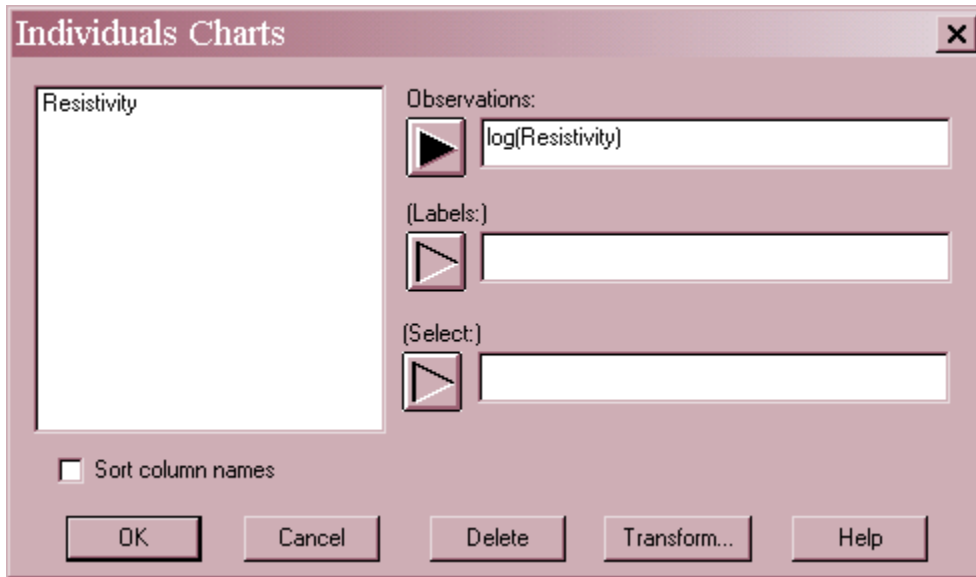 Individuals Charts
Resistivity
Observations:
log(Resistivity)
(Labels:)
(Select:)
Sort column names
OK Cancel Delete Transform... Help